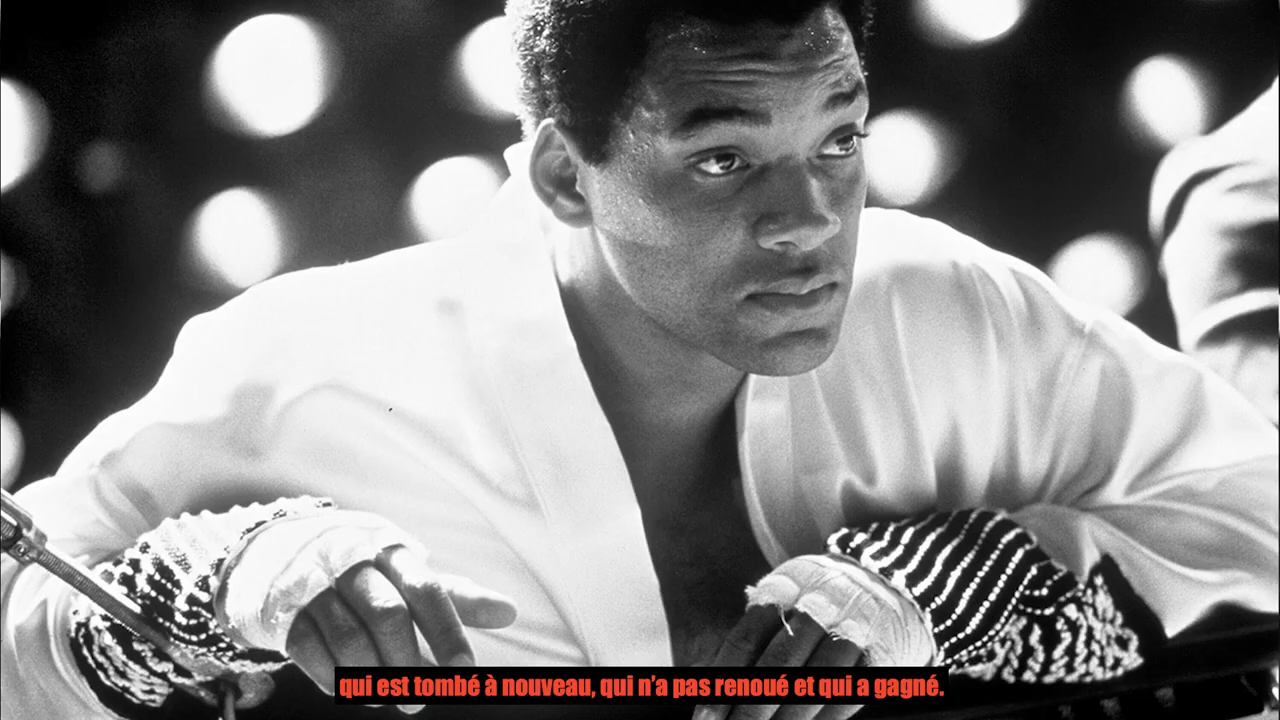 qui est tombé à nouveau, qui n’a pas renoué et qui a gagné.